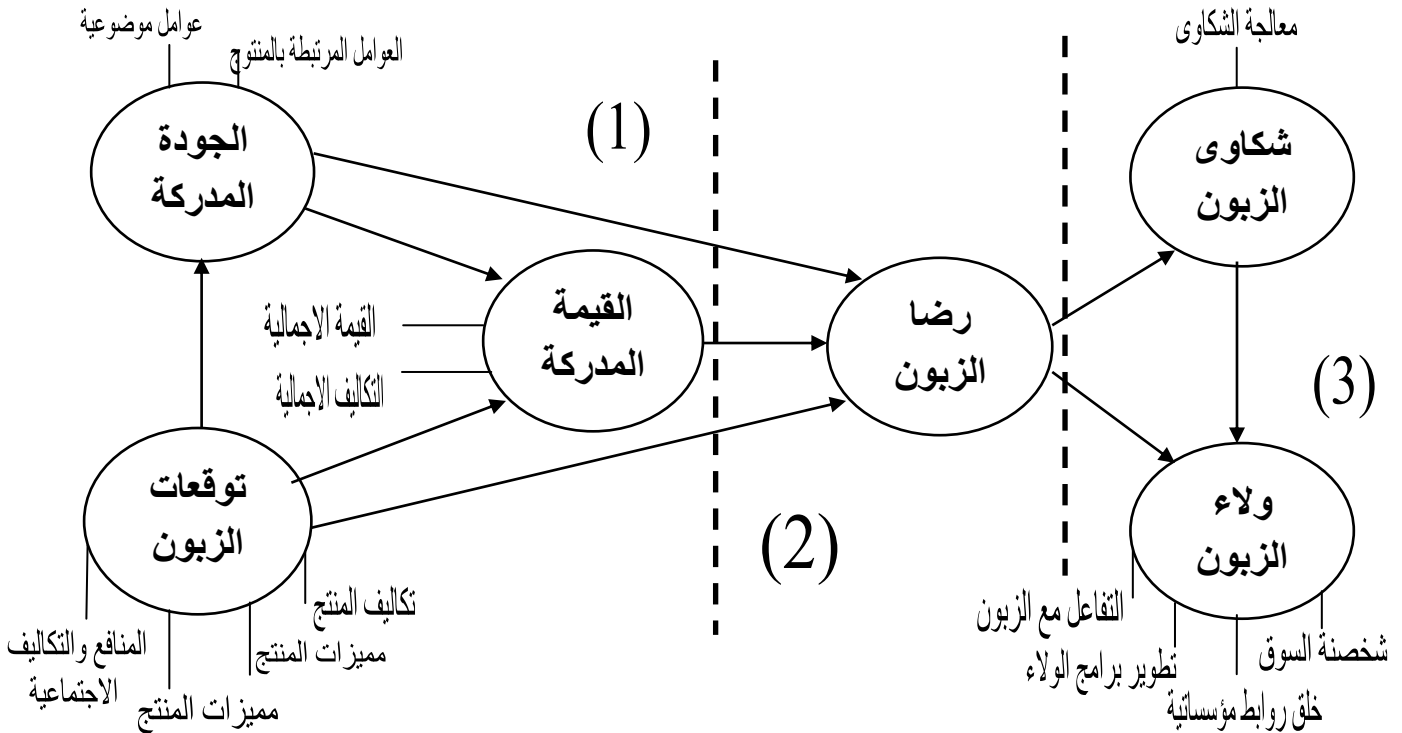 عوامل موضوعية
العوامل المرتبطة بالمنتوج
معالجة الشكاوى
(1)
الجودة
المدركة
شكاوى
الزبون
القيمة
المدركة
رضا
الزبون
القيمة الاجمالية
التكاليف الاجمالية
(3)
توقعات
الزبون
(2)
ولاء
الزبون
تكاليف المنتج
مميزات المنتج
مميزات المنتج
المنافع والتكاليف
الاجتماعية
التفاعل مع الزبون
تطوير برامج الولاء
خلق روابط مؤسساتية
شخصنة السوق